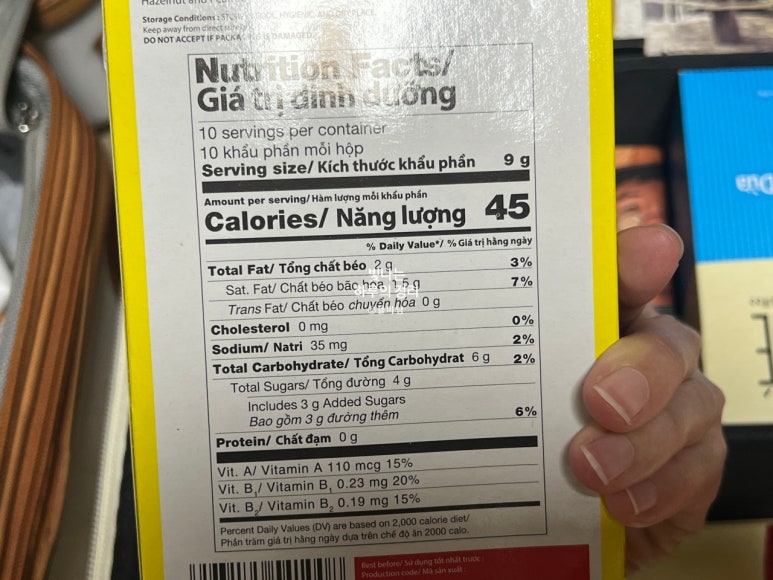 Storage Conditions: STORE
Keep away from direct
DO NOT ACCEPT IF PACKAGING IS DAMAGED
Nutrition Facts/
Giá trị dinh dưỡng
10 servings per container
10 khẩu phần mỗi hộp
Serving size/ Kích thước khẩu phần 9 g
Amount per serving/ Hàm lượng mỗi khẩu phần
Calories/ Năng lượng 45
% Daily Value*/ % Giá trị hàng ngày
Total Fat/ Tổng chất béo 2 g 3%
Sat. Fat/ Chất béo bão hòa 1.5 g 7%
Trans Fat/ Chất béo chuyển hóa 0 g
Cholesterol 0 mg 0%
Sodium/ Natri 35 mg 2%
Total Carbohydrate/ Tổng Carbohydrat 6 g 2%
Total Sugars/ Tổng đường 4 g
Includes 3 g Added Sugars
Bao gồm 3 g đường thêm 6%
Protein/ Chất đạm 0 g
Vit. A/ Vitamin A 110 mcg 15%
Vit. B₁/ Vitamin B₁ 0.23 mg 20%
Vit. B₂/ Vitamin B₂ 0.19 mg 15%
Percent Daily Values (DV) are based on 2,000 calorie diet/
Phần trăm giá trị hàng ngày dựa trên chế độ ăn 2000 calo.
Best before/ Sử dụng tốt nhất trước:
Production code/ Mã sản xuất: